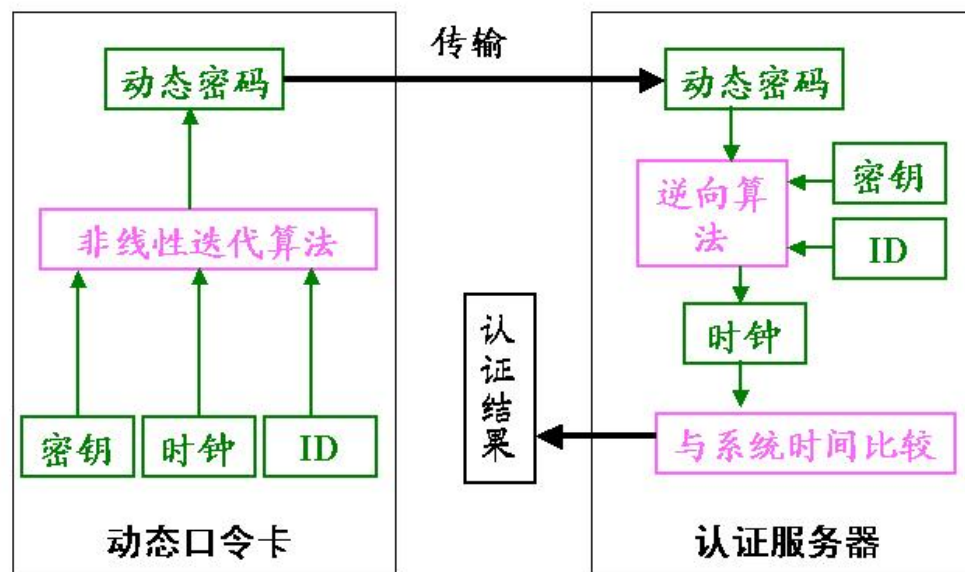 传输
动态密码
非线性迭代算法
密钥
时钟
ID
动态口令卡
动态密码
逆向算
法
密钥
ID
时钟
与系统时间比较
认
证
结
果
认证服务器